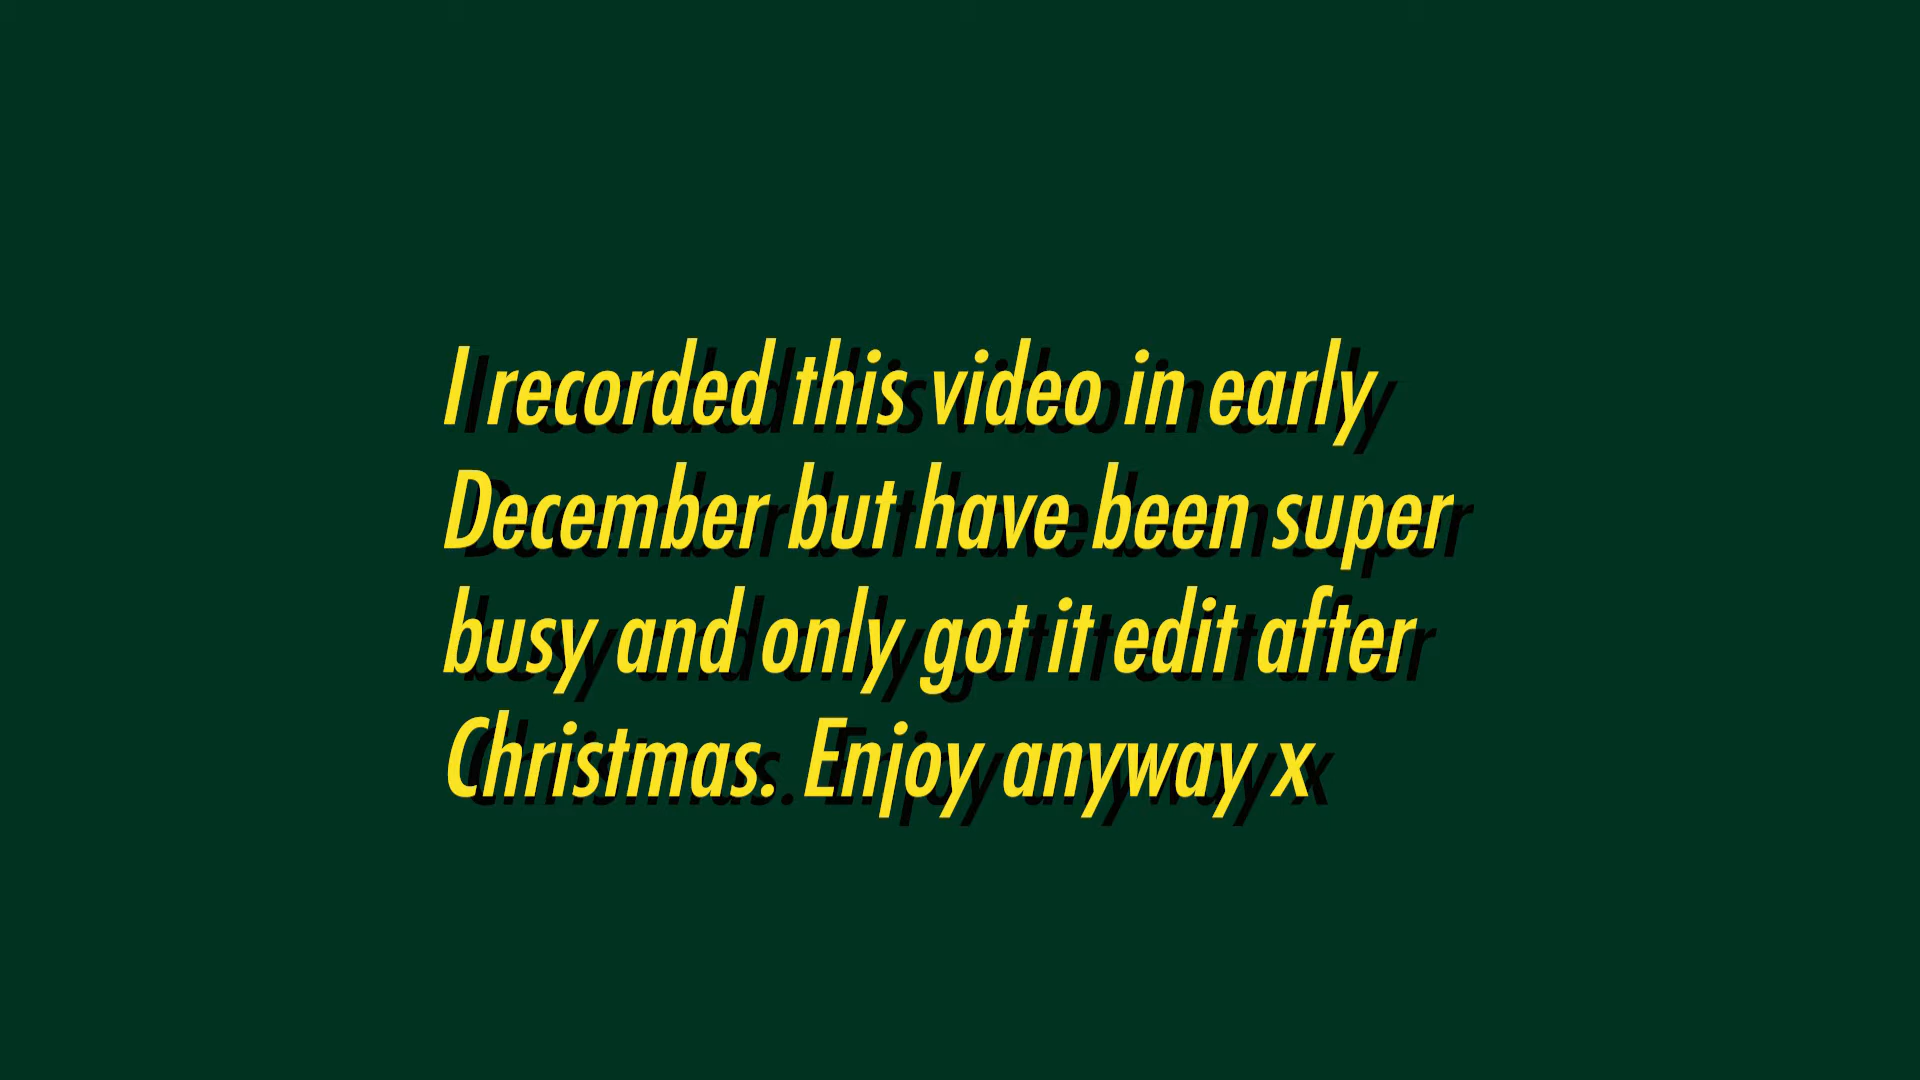 I recorded this video in early
December but have been super
busy and only got it edit after
Christmas. Enjoy anyway x